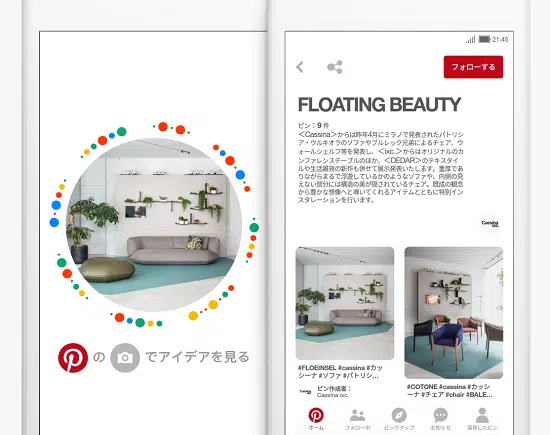 の でアイデアを見る
21:45
フォローする
FLOATING BEAUTY
ピン：9 件
＜Cassina＞からは昨年4月にミラノで発表されたパトリシ
ア・ウルキオラのソファやブルレック兄弟によるチェア、ウ
ォールシェルフ等を発表し、＜ixc.＞からはオリジナルのカ
ンファレンステーブルのほか、＜DEDAR＞のテキスタイ
ルや生活雑貨の新作も併せて展示発表いたします。重厚であ
りながらまるで浮遊しているかのようなソファや、内側の見
えない部分には構造の美が隠されているチェア。既成の観念
から豊かな想像へと導いてくれるアイデアとともに特別イン
スタレーションを行います。
Cassina
ixc.
#FLOEINSEL #cassina #カッ
シーナ #ソファ #パトリシ...
ピン作成者：
Cassina ixc.
#COTONE #cassina #カッシ
ーナ #チェア #chair #BALE...
ホーム
フォロー中
ピックアップ
お知らせ
保存したピン